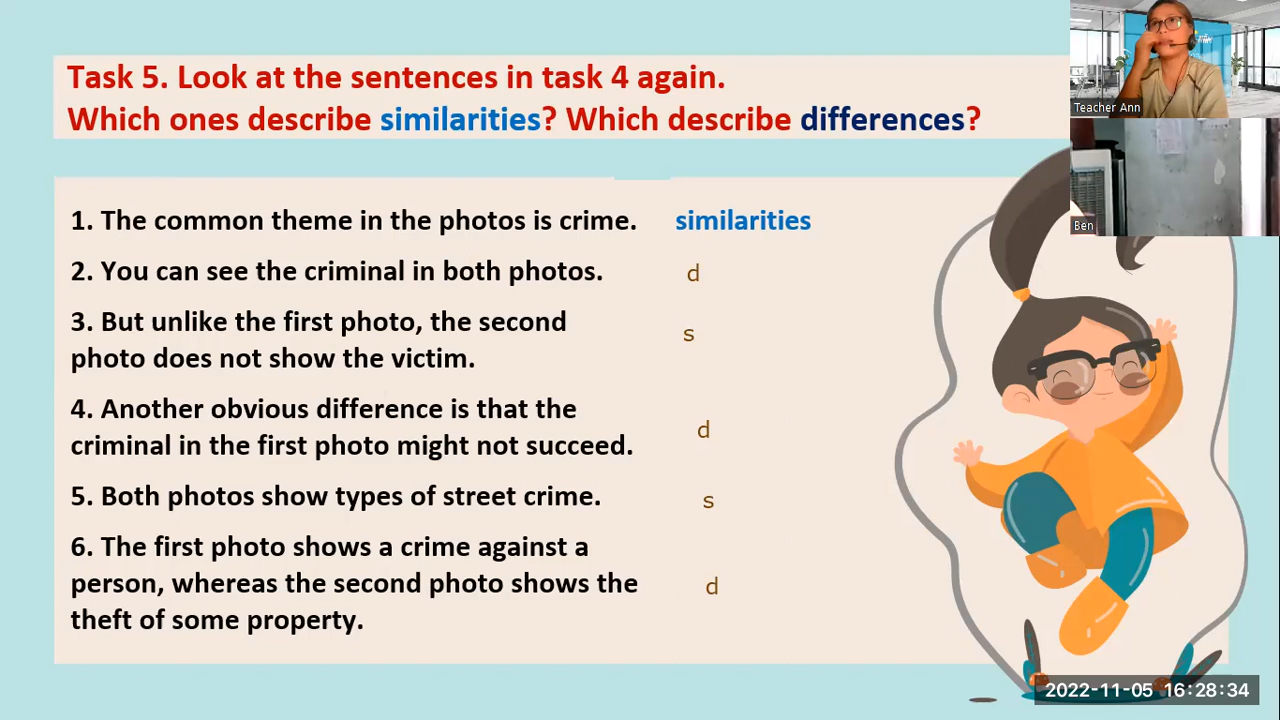 Task 5. Look at the sentences in task 4 again.
Which ones describe similarities? Which describe differences?
1. The common theme in the photos is crime. similarities
2. You can see the criminal in both photos. d
3. But unlike the first photo, the second
photo does not show the victim. s
4. Another obvious difference is that the
criminal in the first photo might not succeed. d
5. Both photos show types of street crime. s
6. The first photo shows a crime against a
person, whereas the second photo shows the d
theft of some property.
Teacher Ann
Ben
2022-11-05 16:28:34